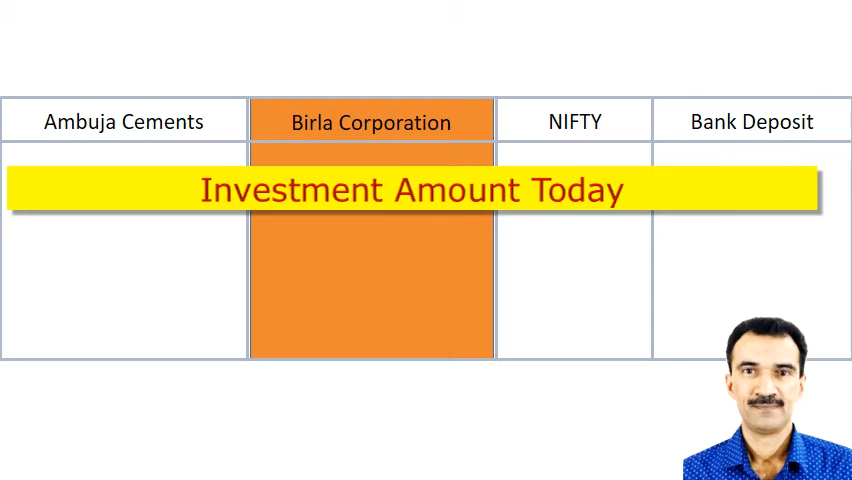 Ambuja Cements Birla Corporation NIFTY Bank Deposit
Investment Amount Today